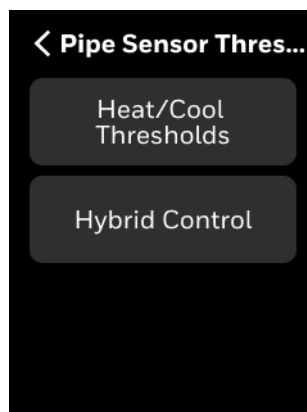 Pipe Sensor Thres...
Heat/Cool
Thresholds
Hybrid Control